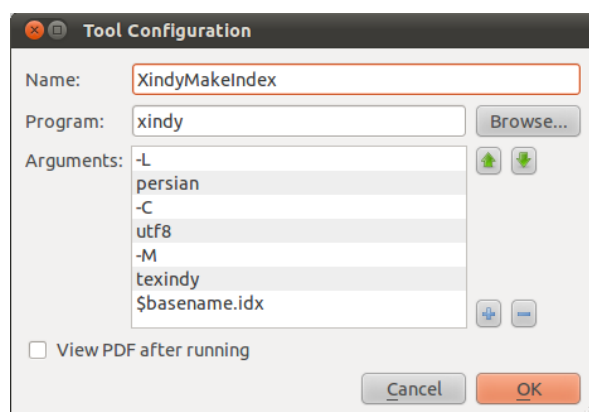 Tool Configuration
Name: XindyMakeIndex
Program: xindy Browse...
Arguments: -L
persian
-C
utf8
-M
texindy
$basename.idx
View PDF after running
Cancel OK